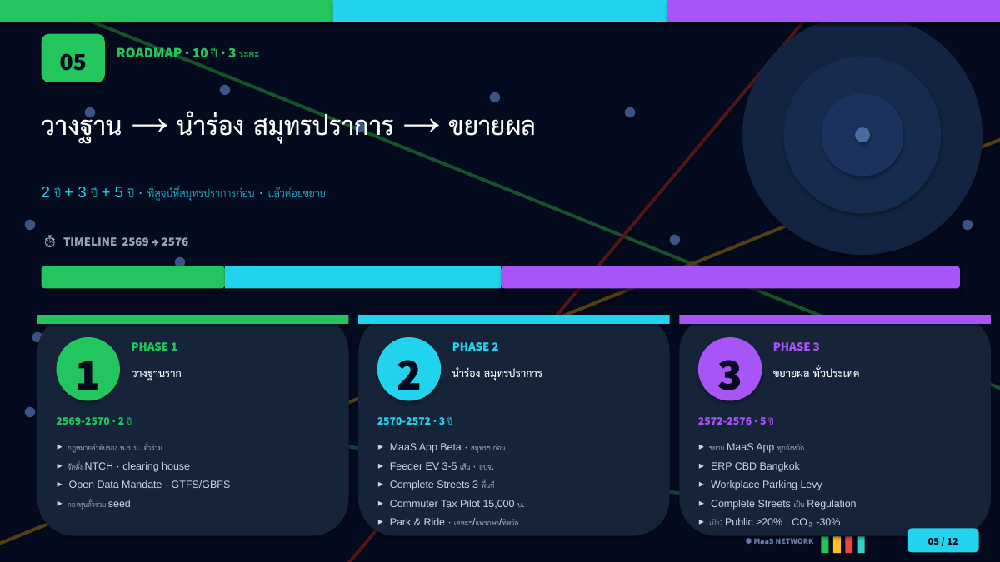 05
ROADMAP • 10 ปี • 3 ระยะ
วางฐาน → นำร่อง สมุทรปราการ → ขยายผล
2 ปี + 3 ปี + 5 ปี · พิสูจน์ที่สมุทรปราการก่อน · แล้วค่อยขยาย
⏱ TIMELINE 2569 → 2576
1
PHASE 1
วางฐานราก
2569-2570 • 2 ปี
► กฎหมายลำดับรอง พ.ร.บ. ตั๋วร่วม
► จัดตั้ง NTCH · clearing house
► Open Data Mandate · GTFS/GBFS
► กองทุนตั๋วร่วม seed
2
PHASE 2
นำร่อง สมุทรปราการ
2570-2572 • 3 ปี
► MaaS App Beta · สมุทรฯ ก่อน
► Feeder EV 3-5 เส้น · อบจ.
► Complete Streets 3 พื้นที่
► Commuter Tax Pilot 15,000 บ.
► Park & Ride · เคหะฯ/แพรกษา/ทิพวัล
3
PHASE 3
ขยายผล ทั่วประเทศ
2572-2576 • 5 ปี
► ขยาย MaaS App ทุกจังหวัด
► ERP CBD Bangkok
► Workplace Parking Levy
► Complete Streets เป็น Regulation
► เป้า: Public ≥20% · CO₂ -30%
MaaS NETWORK
05 / 12